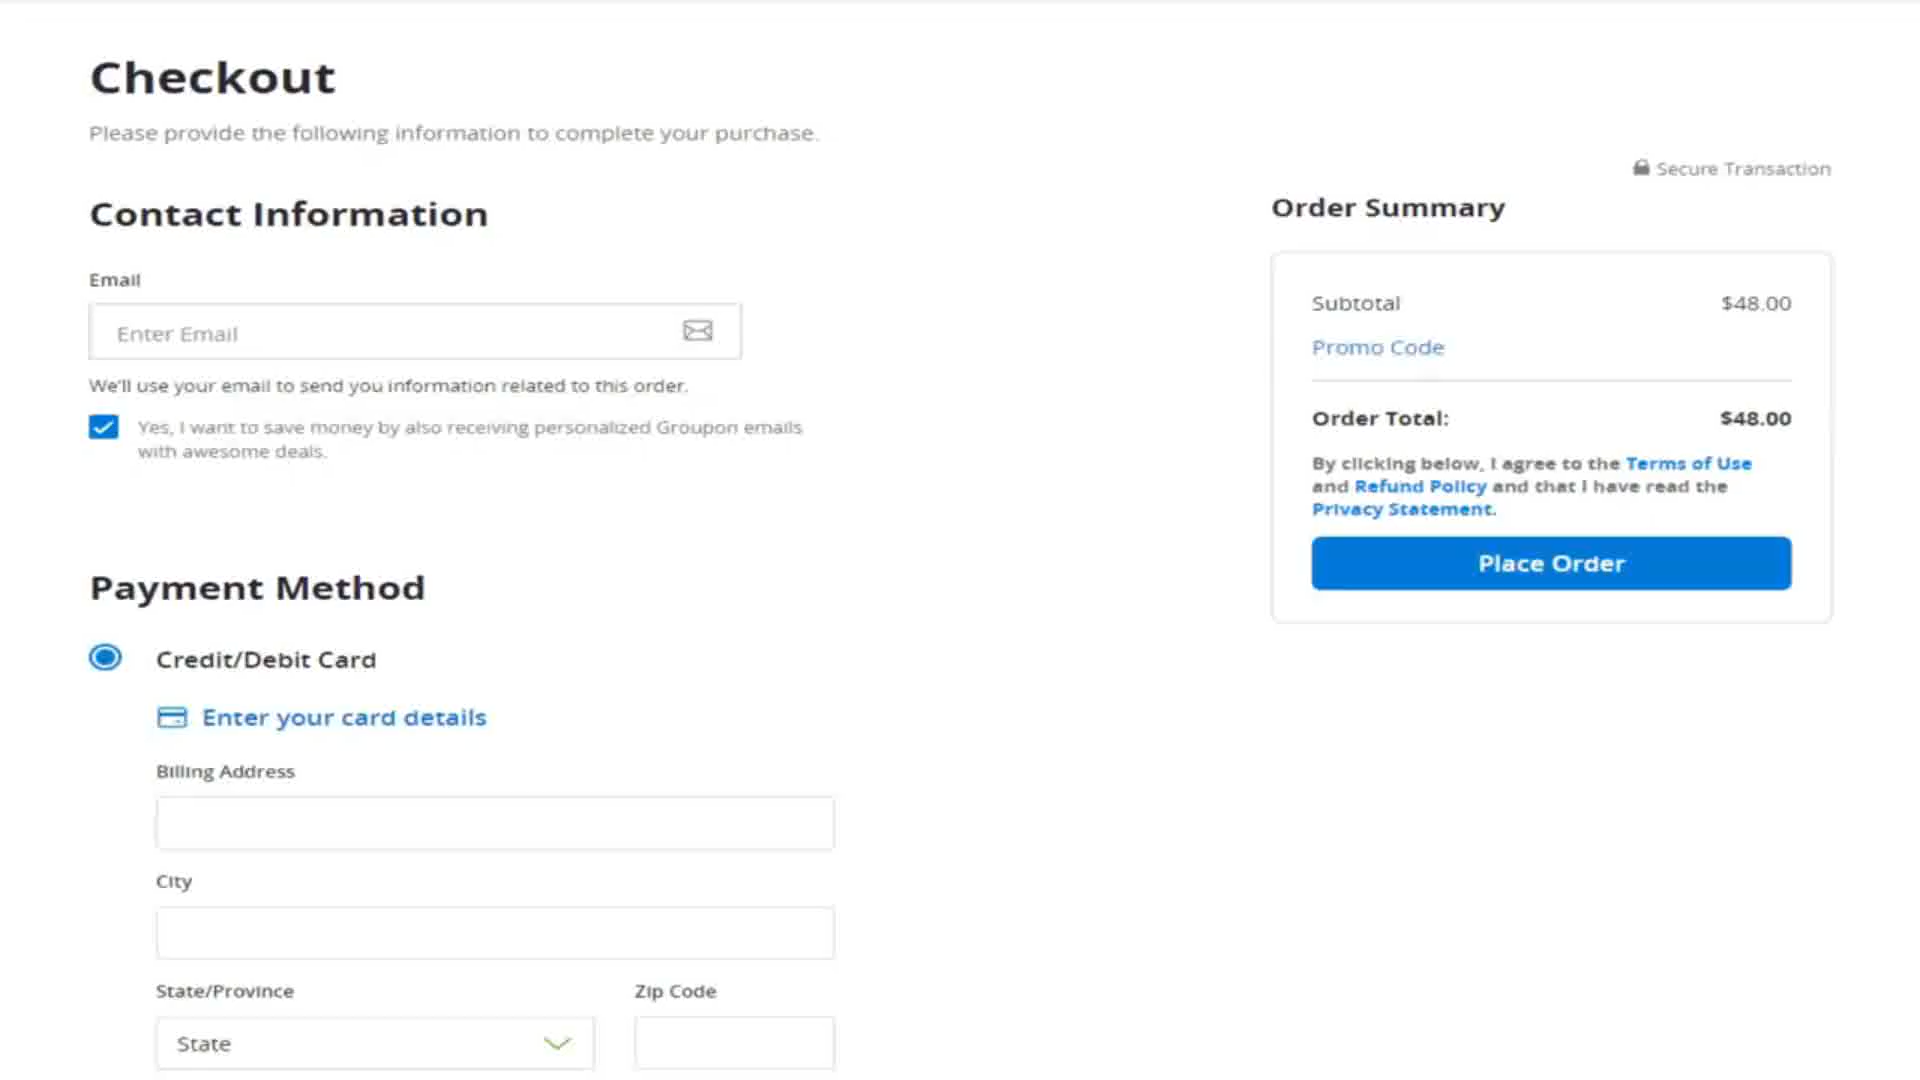 Checkout
Please provide the following information to complete your purchase.
Secure Transaction
Contact Information
Email
Enter Email
We'll use your email to send you information related to this order.
Yes, I want to save money by also receiving personalized Groupon emails
with awesome deals.
Order Summary
Subtotal $48.00
Promo Code
Order Total: $48.00
By clicking below, I agree to the Terms of Use
and Refund Policy and that I have read the
Privacy Statement.
Place Order
Payment Method
Credit/Debit Card
Enter your card details
Billing Address
City
State/Province Zip Code
State